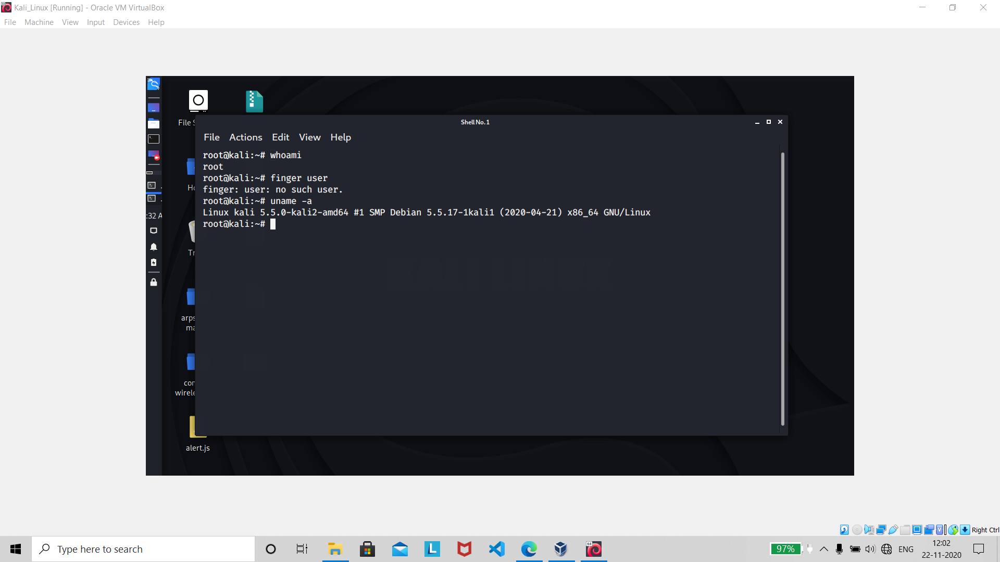 Kali_Linux [Running] - Oracle VM VirtualBox
File Machine View Input Devices Help
File S
Shell No. 1
File Actions Edit View Help
root@kali:~# whoami
root
root@kali:~# finger user
finger: user: no such user.
root@kali:~# uname -a
Linux kali 5.5.0-kali2-amd64 #1 SMP Debian 5.5.17-1kali1 (2020-04-21) x86_64 GNU/Linux
root@kali:~#
Ho
:32 A
Tr
arps
ma
con
wirele
alert.js
Right Ctrl
Type here to search
L
64
97%
ENG
12:02
22-11-2020